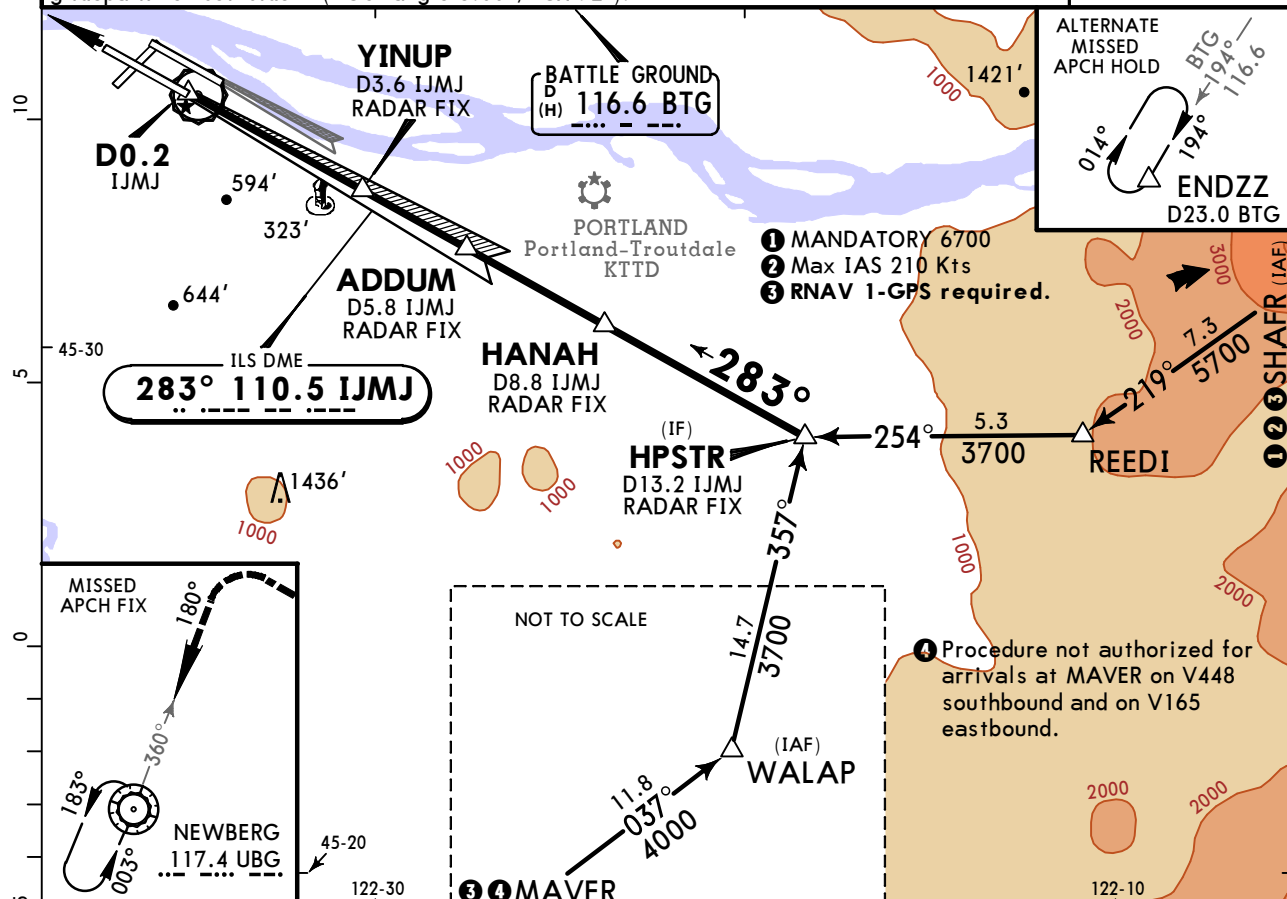 YINUP
D3.6 IJMJ
RADAR FIX
BATTLE GROUND
D
(H) 116.6 BTG
1000
1421'
ALTERNATE
MISSED
APCH HOLD
BTG
194°
116.6
194°
014°
ENDZZ
D23.0 BTG
10
D0.2
IJMJ
594'
323'
644'
PORTLAND
Portland-Troutdale
KTTD
1 MANDATORY 6700
2 Max IAS 210 Kts
3 RNAV 1-GPS required.
3000
2000
ADDUM
D5.8 IJMJ
RADAR FIX
45-30
5
ILS DME
283° 110.5 IJMJ
HANAH
D8.8 IJMJ
RADAR FIX
283°
1 2 3 SHAFR (IAF)
7.3
219°
5700
(IF)
HPSTR
D13.2 IJMJ
RADAR FIX
254°
5.3
3700
REEDI
1000
1000
1436'
1000
357°
14.7
3700
1000
2000
MISSED
APCH FIX
180°
360°
183°
003°
NEWBERG
117.4 UBG
0
NOT TO SCALE
4 Procedure not authorized for
arrivals at MAVER on V448
southbound and on V165
eastbound.
(IAF)
WALAP
11.8
037°
4000
2000
2000
45-20
122-30
3 4 MAVER
122-10